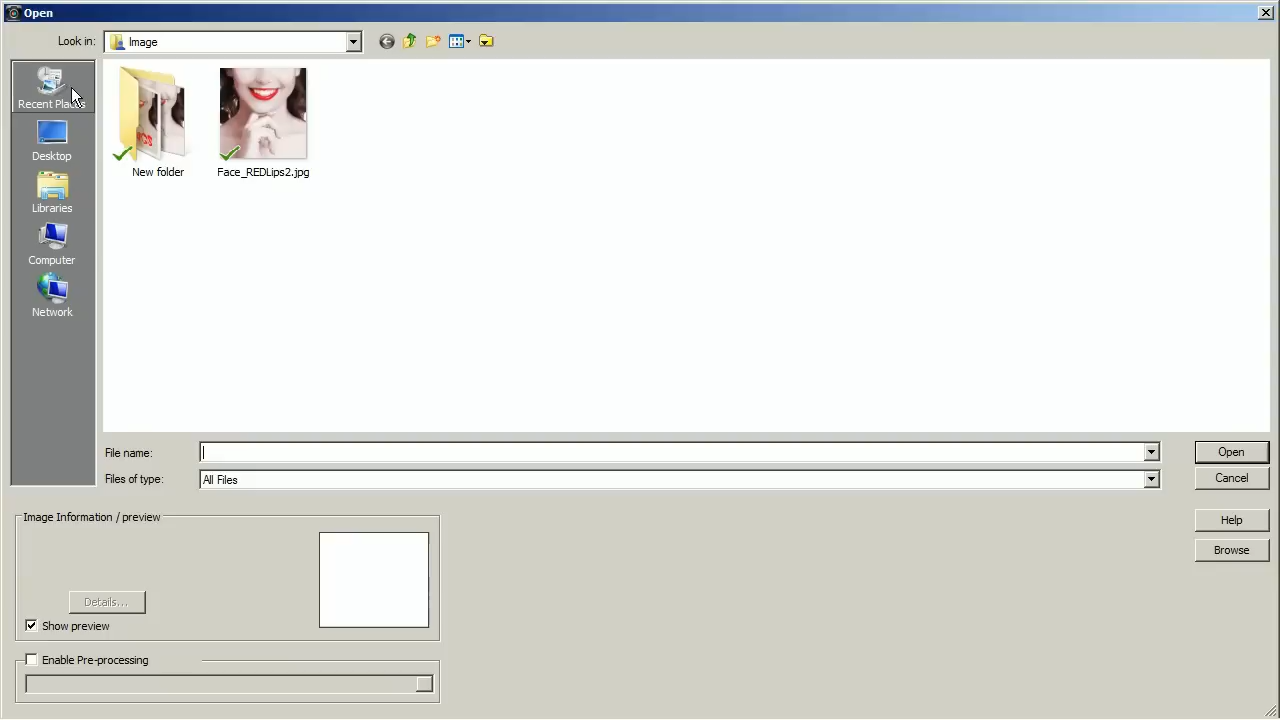 Open
Look in:
Image
Recent Places
Desktop
Libraries
Computer
Network
New folder
Face_REDLips2.jpg
File name:
Open
Files of type:
All Files
Cancel
Image Information / preview
Help
Browse
Details...
Show preview
Enable Pre-processing